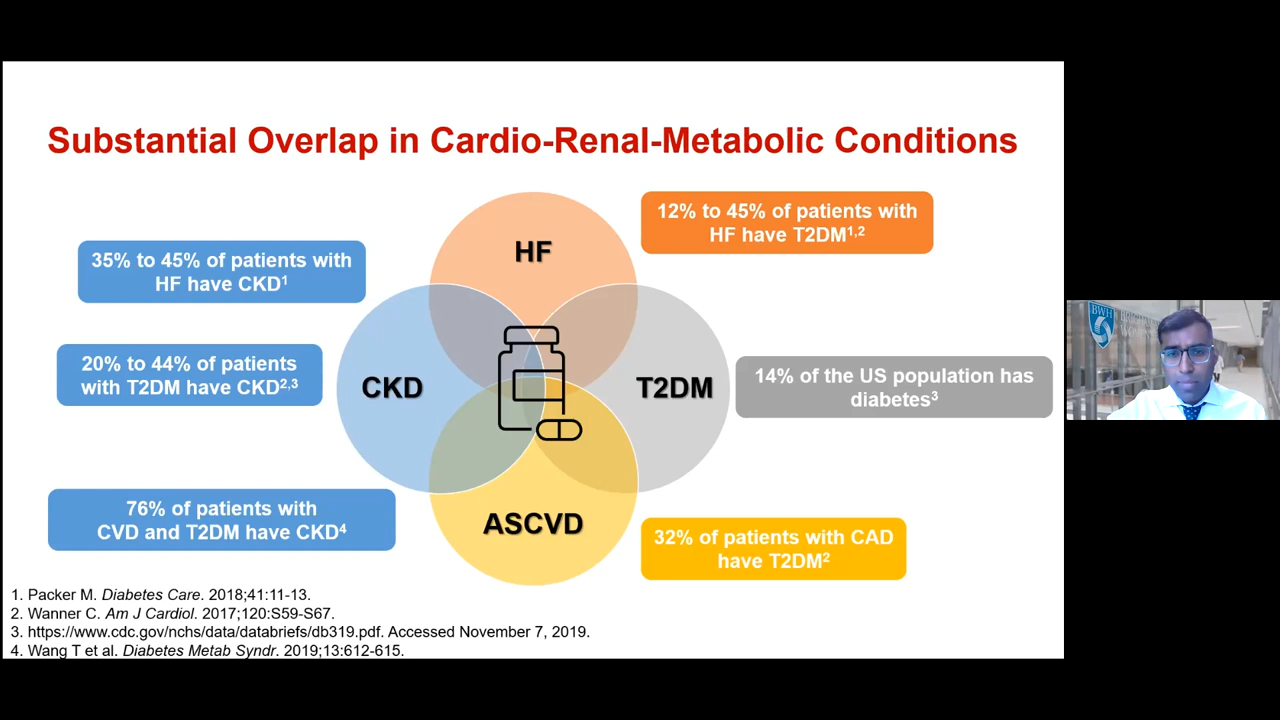 Substantial Overlap in Cardio-Renal-Metabolic Conditions
12% to 45% of patients with
HF have T2DM1,2
HF
35% to 45% of patients with
HF have CKD1
20% to 44% of patients
with T2DM have CKD2,3
CKD
T2DM
14% of the US population has
diabetes3
76% of patients with
CVD and T2DM have CKD4
ASCVD
32% of patients with CAD
have T2DM2
1. Packer M. Diabetes Care. 2018;41:11-13.
2. Wanner C. Am J Cardiol. 2017;120:S59-S67.
3. https://www.cdc.gov/nchs/data/databriefs/db319.pdf. Accessed November 7, 2019.
4. Wang T et al. Diabetes Metab Syndr. 2019;13:612-615.
BWH